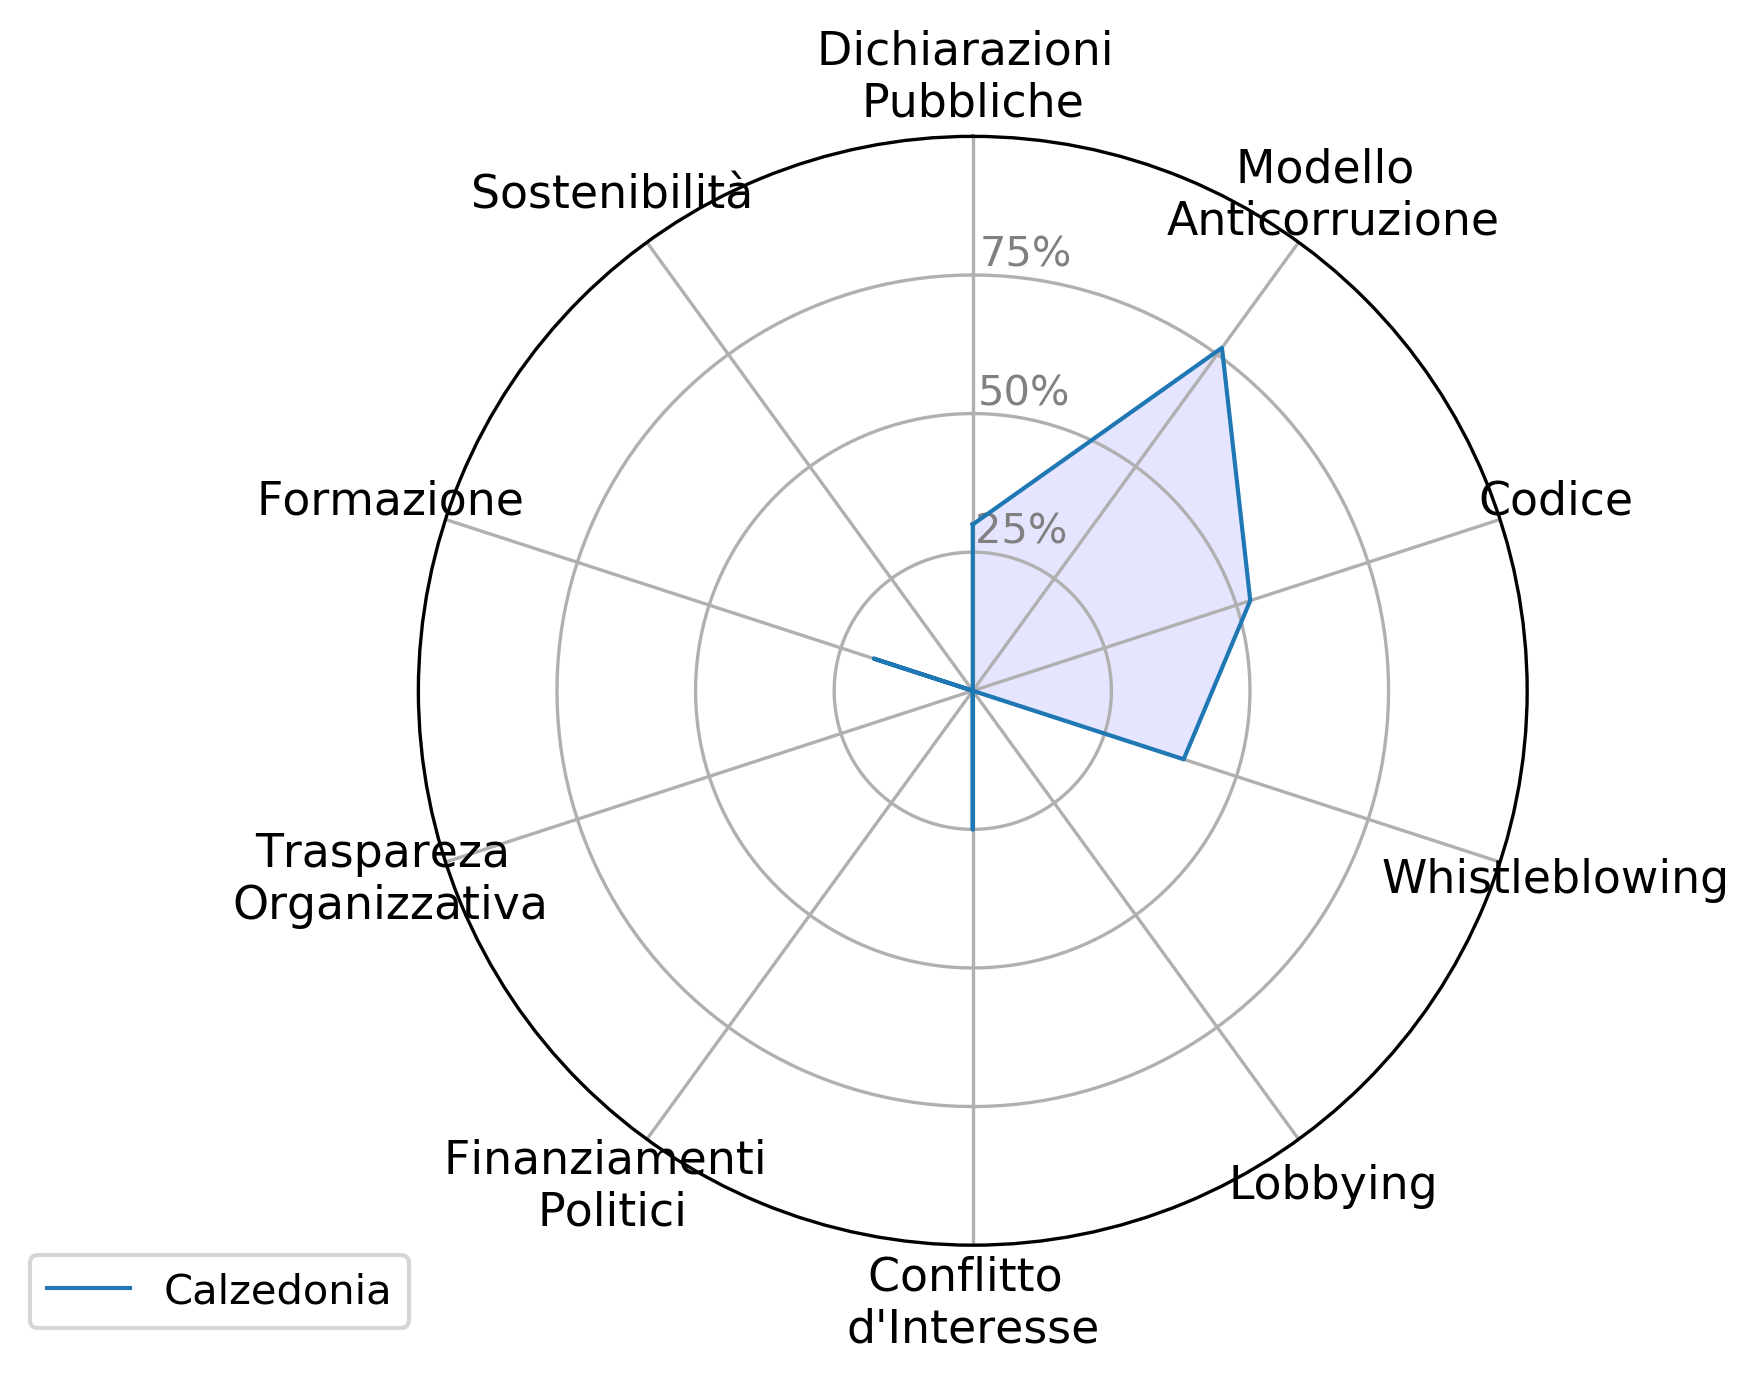 Dichiarazioni
Pubbliche
Modello
Anticorruzione
Sostenibilità
75%
50%
25%
Formazione
Codice
Traspareza
Organizzativa
Whistleblowing
Finanziamenti
Politici
Lobbying
Conflitto
d'Interesse
Calzedonia